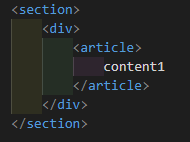 <section>
<div>
<article>
content1
</article>
</div>
</section>